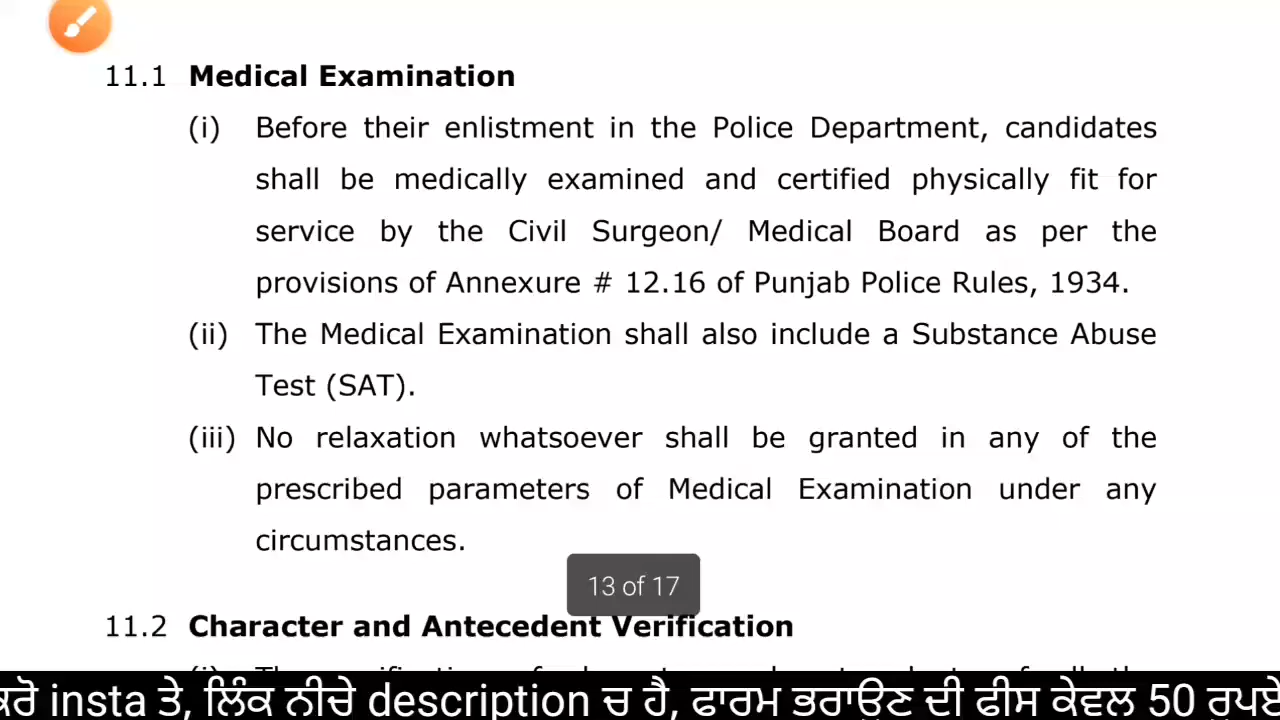 11.1 Medical Examination
(i) Before their enlistment in the Police Department, candidates
shall be medically examined and certified physically fit for
service by the Civil Surgeon/ Medical Board as per the
provisions of Annexure # 12.16 of Punjab Police Rules, 1934.
(ii) The Medical Examination shall also include a Substance Abuse
Test (SAT).
(iii) No relaxation whatsoever shall be granted in any of the
prescribed parameters of Medical Examination under any
circumstances.
13 of 17
11.2 Character and Antecedent Verification
insta ਤੇ, ਲਿੰਕ ਨੀਚੇ description ਚ ਹੈ, ਫਾਰਮ ਭਰਾਉਣ ਦੀ ਫੀਸ ਕੇਵਲ 50 ਰੁਪਏ